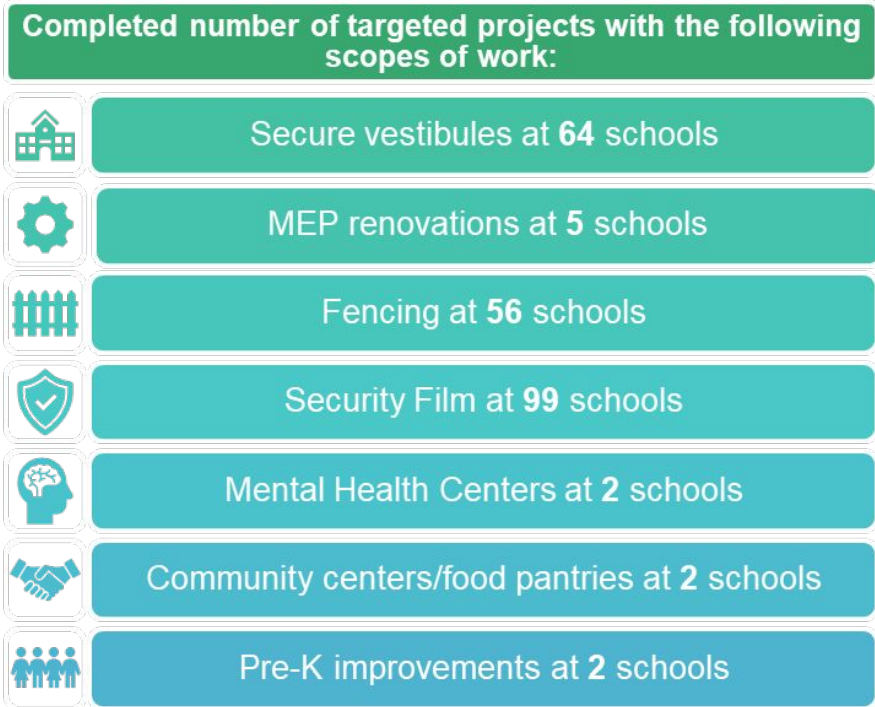 Completed number of targeted projects with the following
scopes of work:
Secure vestibules at 64 schools
MEP renovations at 5 schools
Fencing at 56 schools
Security Film at 99 schools
Mental Health Centers at 2 schools
Community centers/food pantries at 2 schools
Pre-K improvements at 2 schools